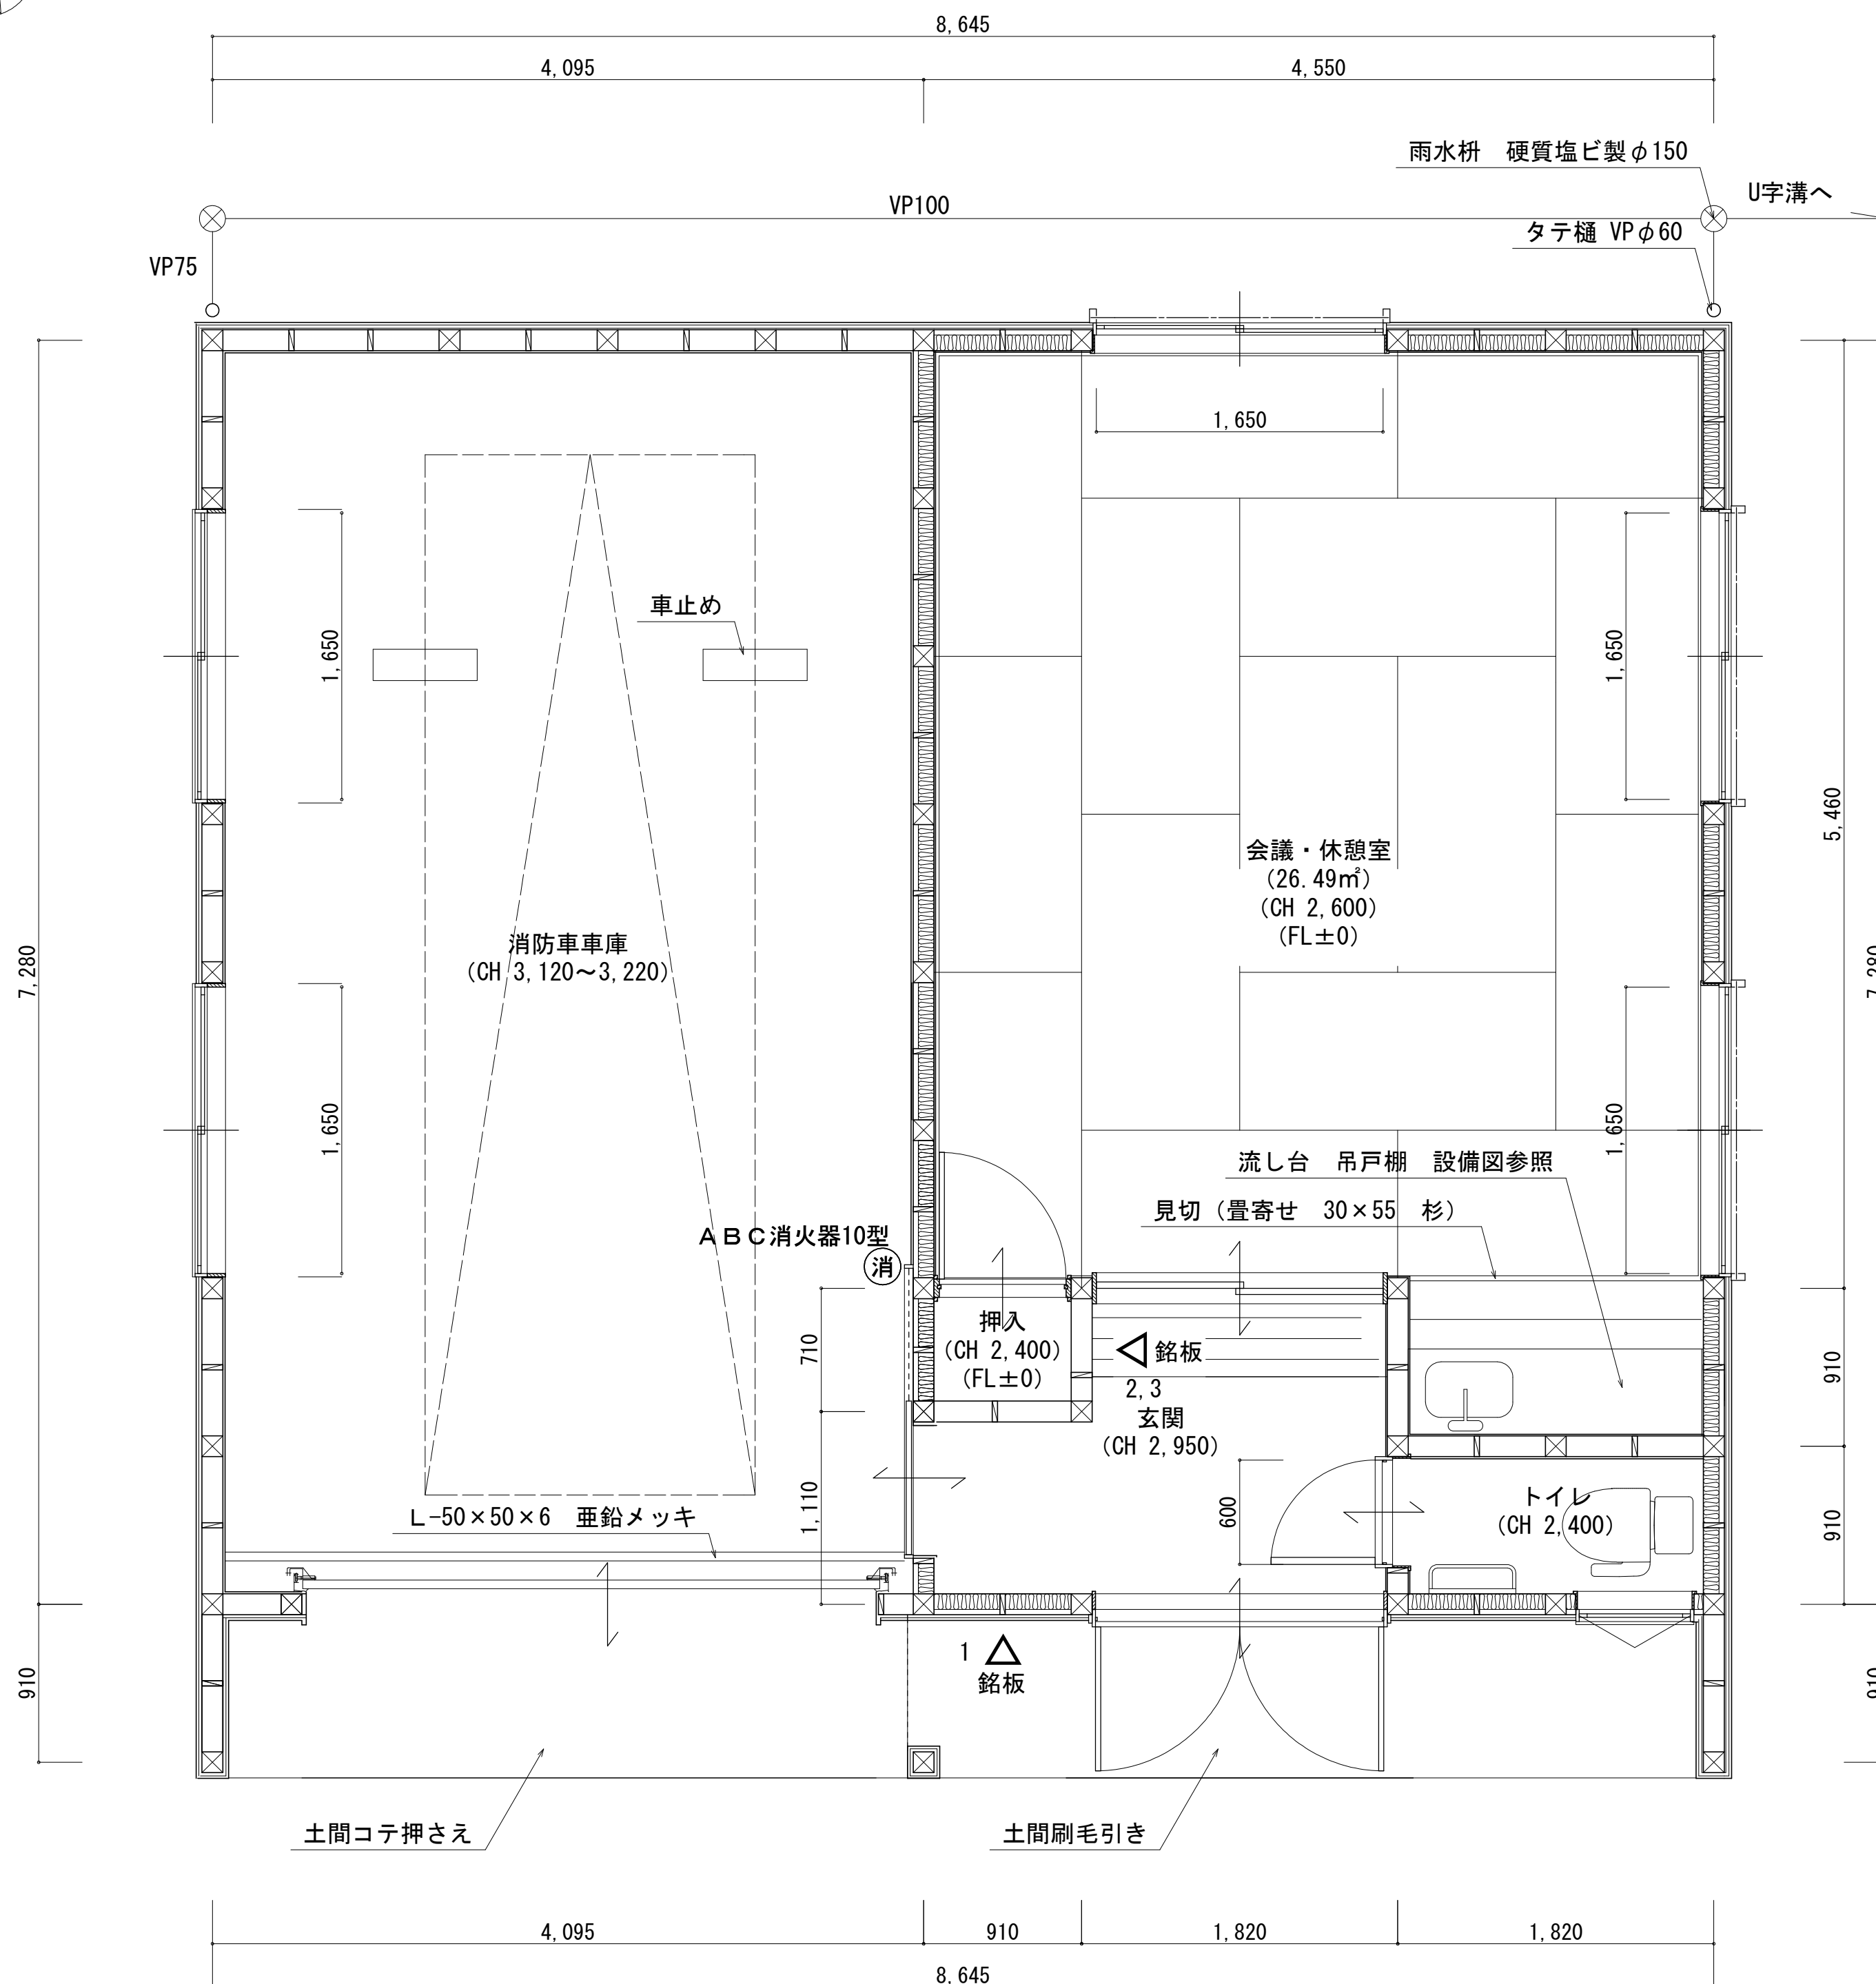 8,645
4,095
4,550
雨水枡 硬質塩ビ製φ150
U字溝へ
VP100
タテ樋 VPφ60
VP75
1,650
車止め
1,650
1,650
5,460
会議・休憩室
(26.49㎡)
(CH 2,600)
(FL±0)
消防車車庫
(CH 3,120～3,220)
7,280
7,280
1,650
1,650
流し台 吊戸棚 設備図参照
見切(畳寄せ 30×55 杉)
ABC消火器10型
消
押入
(CH 2,400)
(FL±0)
710
銘板
2,3
玄関
(CH 2,950)
910
1,110
L-50×50×6 亜鉛メッキ
600
トイレ
(CH 2,400)
910
1
銘板
910
910
土間コテ押さえ
土間刷毛引き
4,095
910
1,820
1,820
8,645